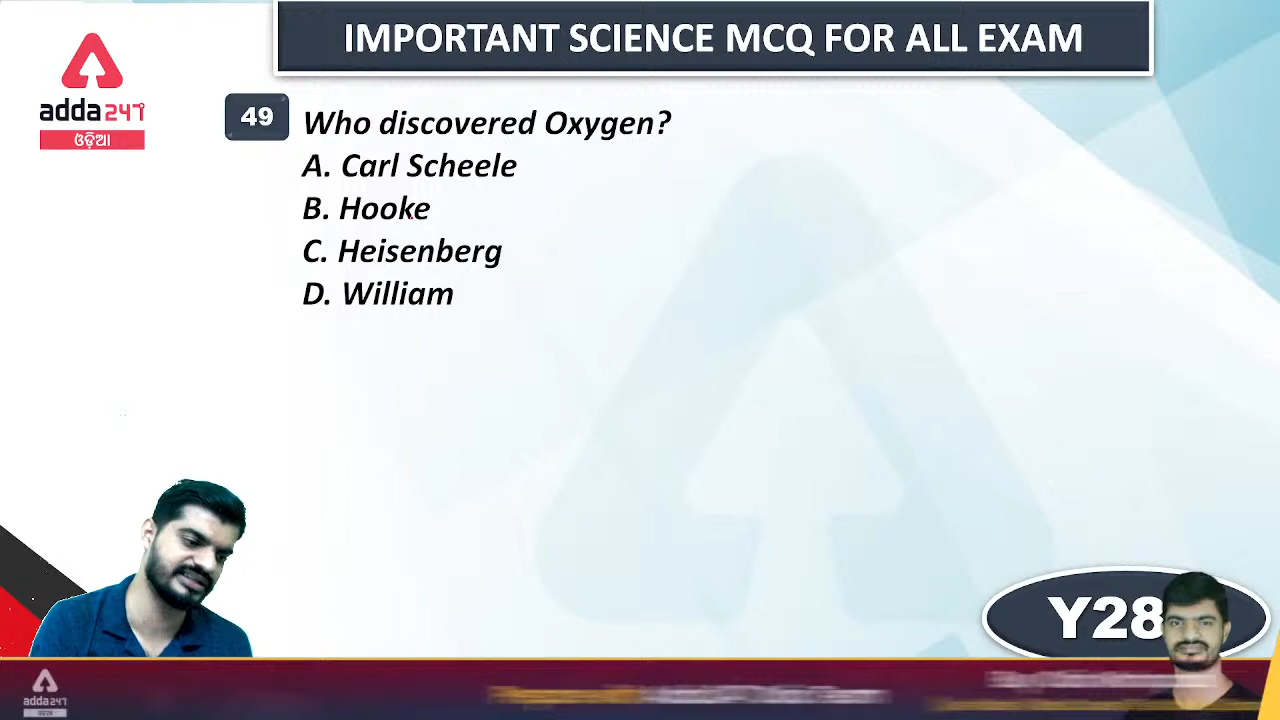 IMPORTANT SCIENCE MCQ FOR ALL EXAM
adda247
ଓଡ଼ିଆ
49
Who discovered Oxygen?
A. Carl Scheele
B. Hooke
C. Heisenberg
D. William
Y28
adda247